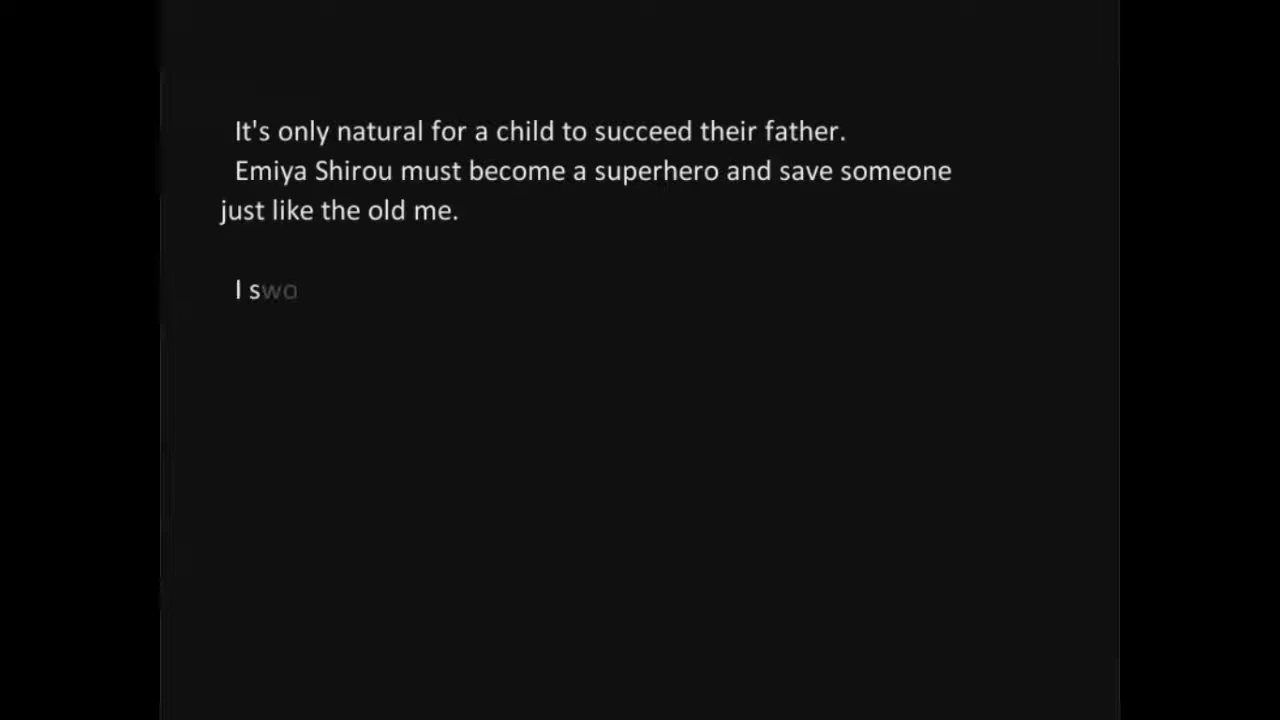 It's only natural for a child to succeed their father.
Emiya Shirou must become a superhero and save someone
just like the old me.
I swo